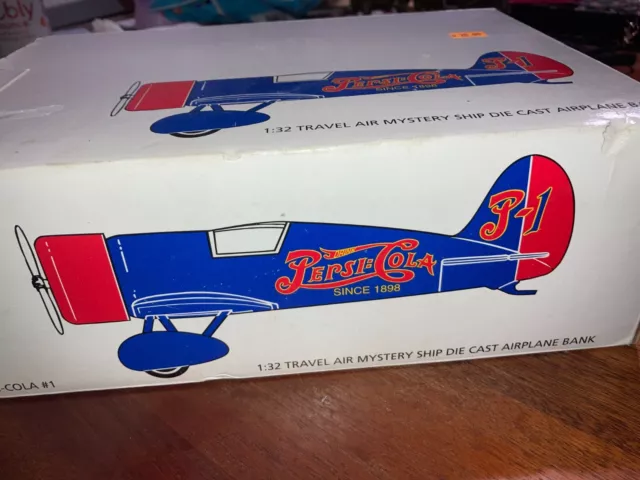 P-1
PEPSI:COLA
SINCE 1898
1:32 TRAVEL AIR MYSTERY SHIP DIE CAST AIRPLANE B
P-1
PEPSI:COLA
SINCE 1898
1:32 TRAVEL AIR MYSTERY SHIP DIE CAST AIRPLANE BANK
-COLA #1